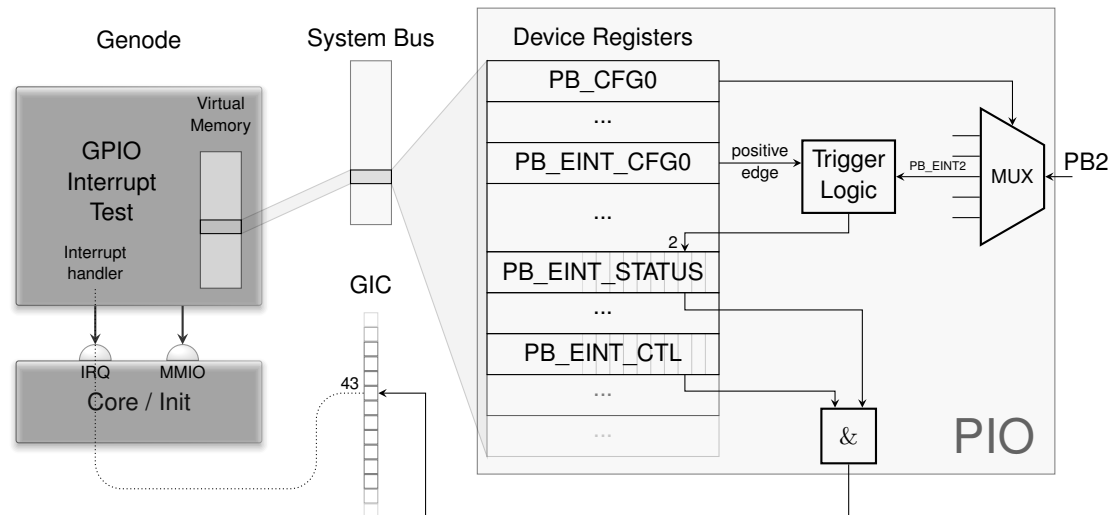 Genode
System Bus
Device Registers
Virtual
Memory
GPIO
Interrupt
Test
Interrupt
handler
IRQ
MMIO
Core / Init
GIC
43
PB_CFG0
...
PB_EINT_CFG0
...
2
PB_EINT_STATUS
...
PB_EINT_CTL
...
...
positive
edge
Trigger
Logic
PB_EINT2
MUX
PB2
&
PIO